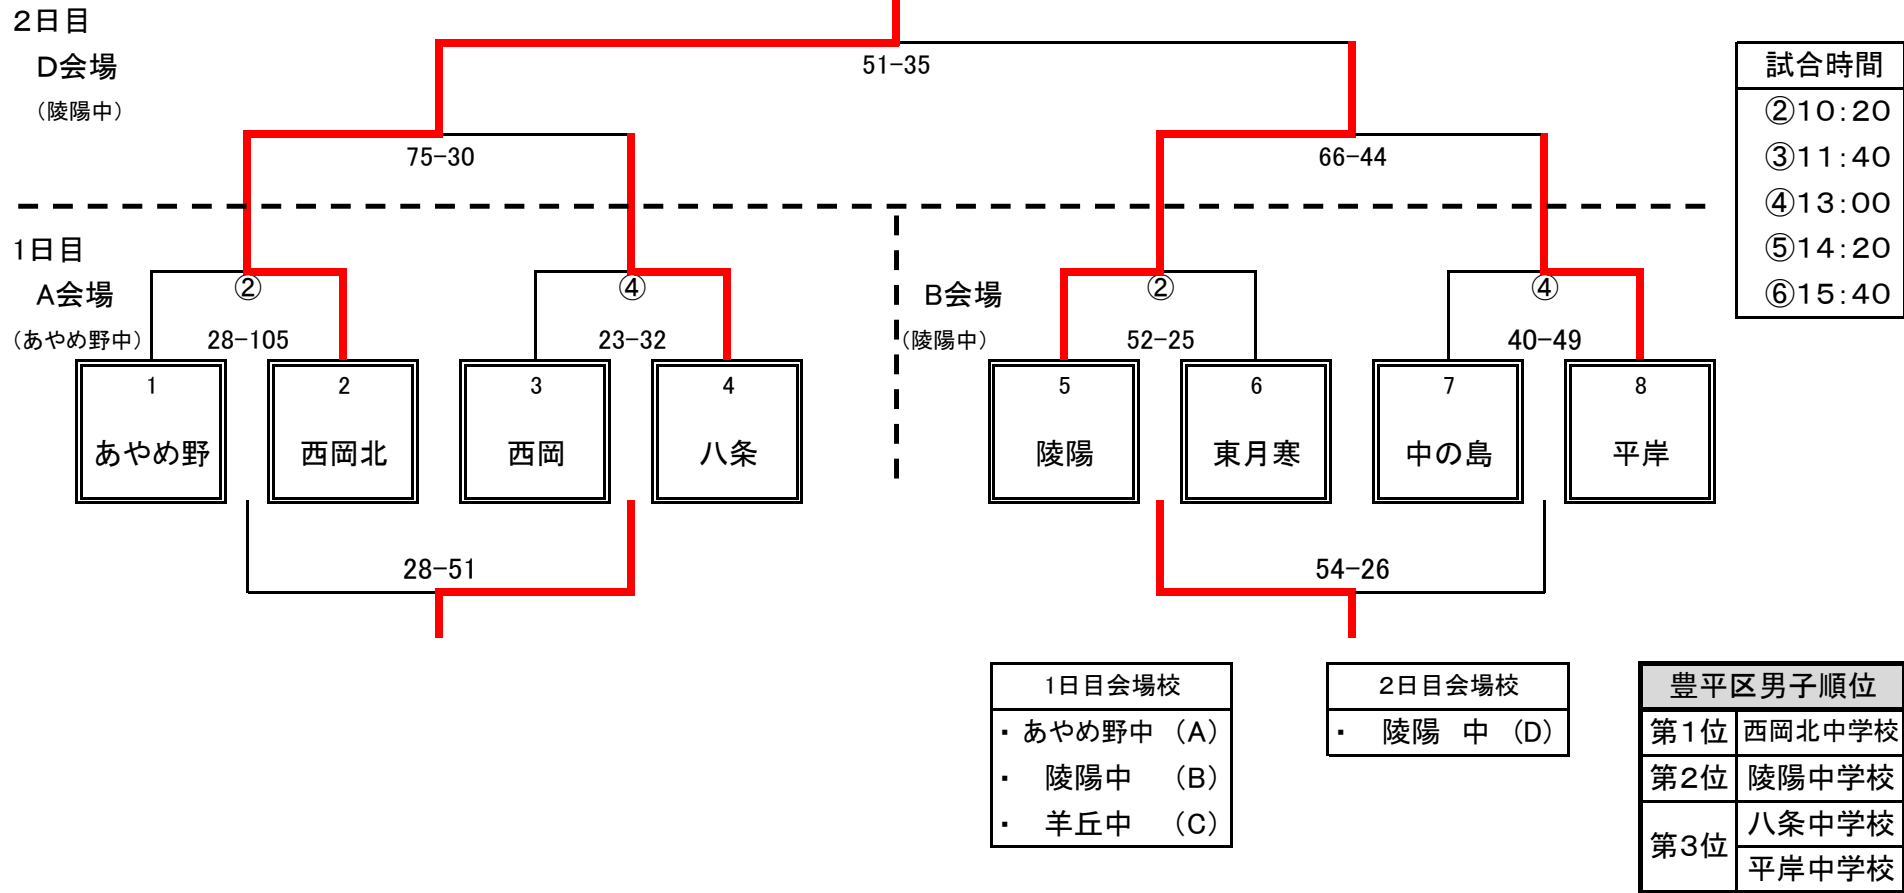 2日目
D会場
(陵陽中)
51-35
75-30
66-44
試合時間
②10:20
③11:40
④13:00
⑤14:20
⑥15:40
1日目
A会場
(あやめ野中)
②
28-105
④
23-32
B会場
(陵陽中)
②
52-25
④
40-49
1
あやめ野
2
西岡北
3
西岡
4
八条
5
陵陽
6
東月寒
7
中の島
8
平岸
28-51
54-26
1日目会場校
・ あやめ野中 (A)
・ 陵陽中 (B)
・ 羊丘中 (C)
2日目会場校
・ 陵陽 中 (D)
豊平区男子順位
第1位 西岡北中学校
第2位 陵陽中学校
第3位 八条中学校
平岸中学校